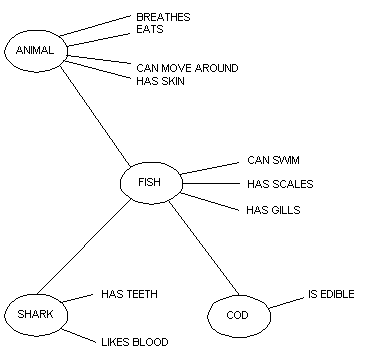 BREATHES
EATS
ANIMAL
CAN MOVE AROUND
HAS SKIN
CAN SWIM
FISH
HAS SCALES
HAS GILLS
HAS TEETH
IS EDIBLE
SHARK
COD
LIKES BLOOD